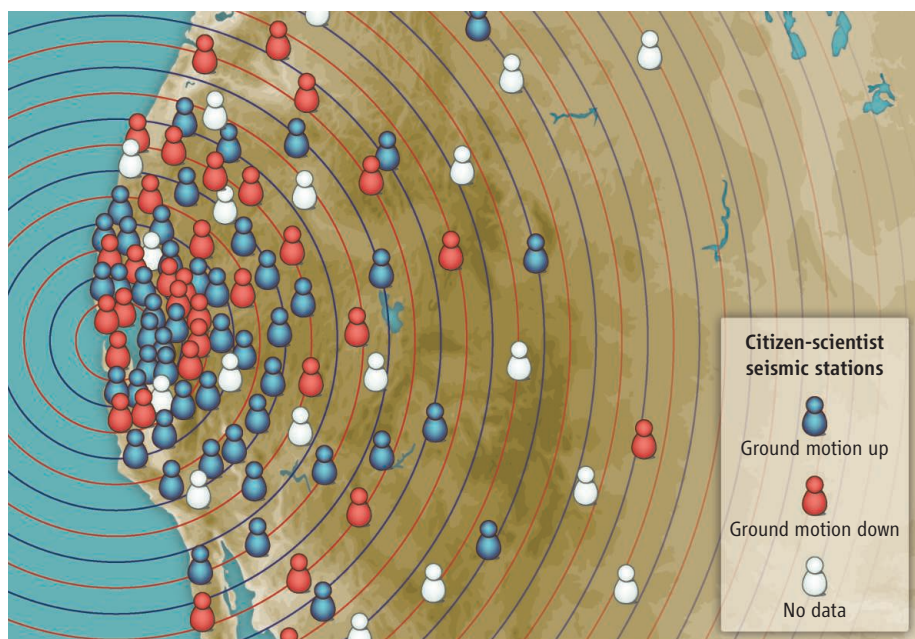 Citizen-scientist
seismic stations
Ground motion up
Ground motion down
No data